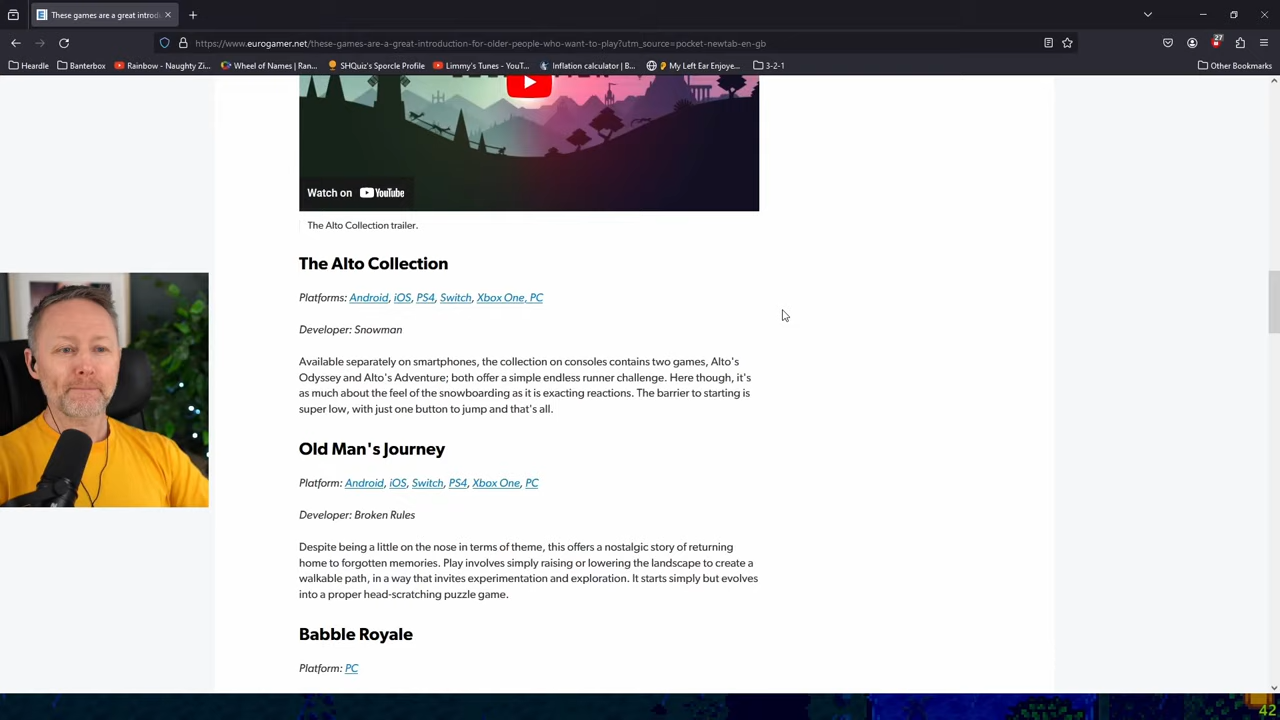 These games are a great introdu
https://www.eurogamer.net/these-games-are-a-great-introduction-for-older-people-who-want-to-play?utm_source=pocket-newtab-en-gb
27
Heardle Banterbox Rainbow - Naughty Zi... Wheel of Names | Ran... SHQuiz's Sporcle Profile Limmy's Tunes - YouT... Inflation calculator | B... My Left Ear Enjoye... 3-2-1 Other Bookmarks
Watch on YouTube
The Alto Collection trailer.
The Alto Collection
Platforms: Android, iOS, PS4, Switch, Xbox One, PC
Developer: Snowman
Available separately on smartphones, the collection on consoles contains two games, Alto's
Odyssey and Alto's Adventure; both offer a simple endless runner challenge. Here though, it's
as much about the feel of the snowboarding as it is exacting reactions. The barrier to starting is
super low, with just one button to jump and that's all.
Old Man's Journey
Platform: Android, iOS, Switch, PS4, Xbox One, PC
Developer: Broken Rules
Despite being a little on the nose in terms of theme, this offers a nostalgic story of returning
home to forgotten memories. Play involves simply raising or lowering the landscape to create a
walkable path, in a way that invites experimentation and exploration. It starts simply but evolves
into a proper head-scratching puzzle game.
Babble Royale
Platform: PC
42